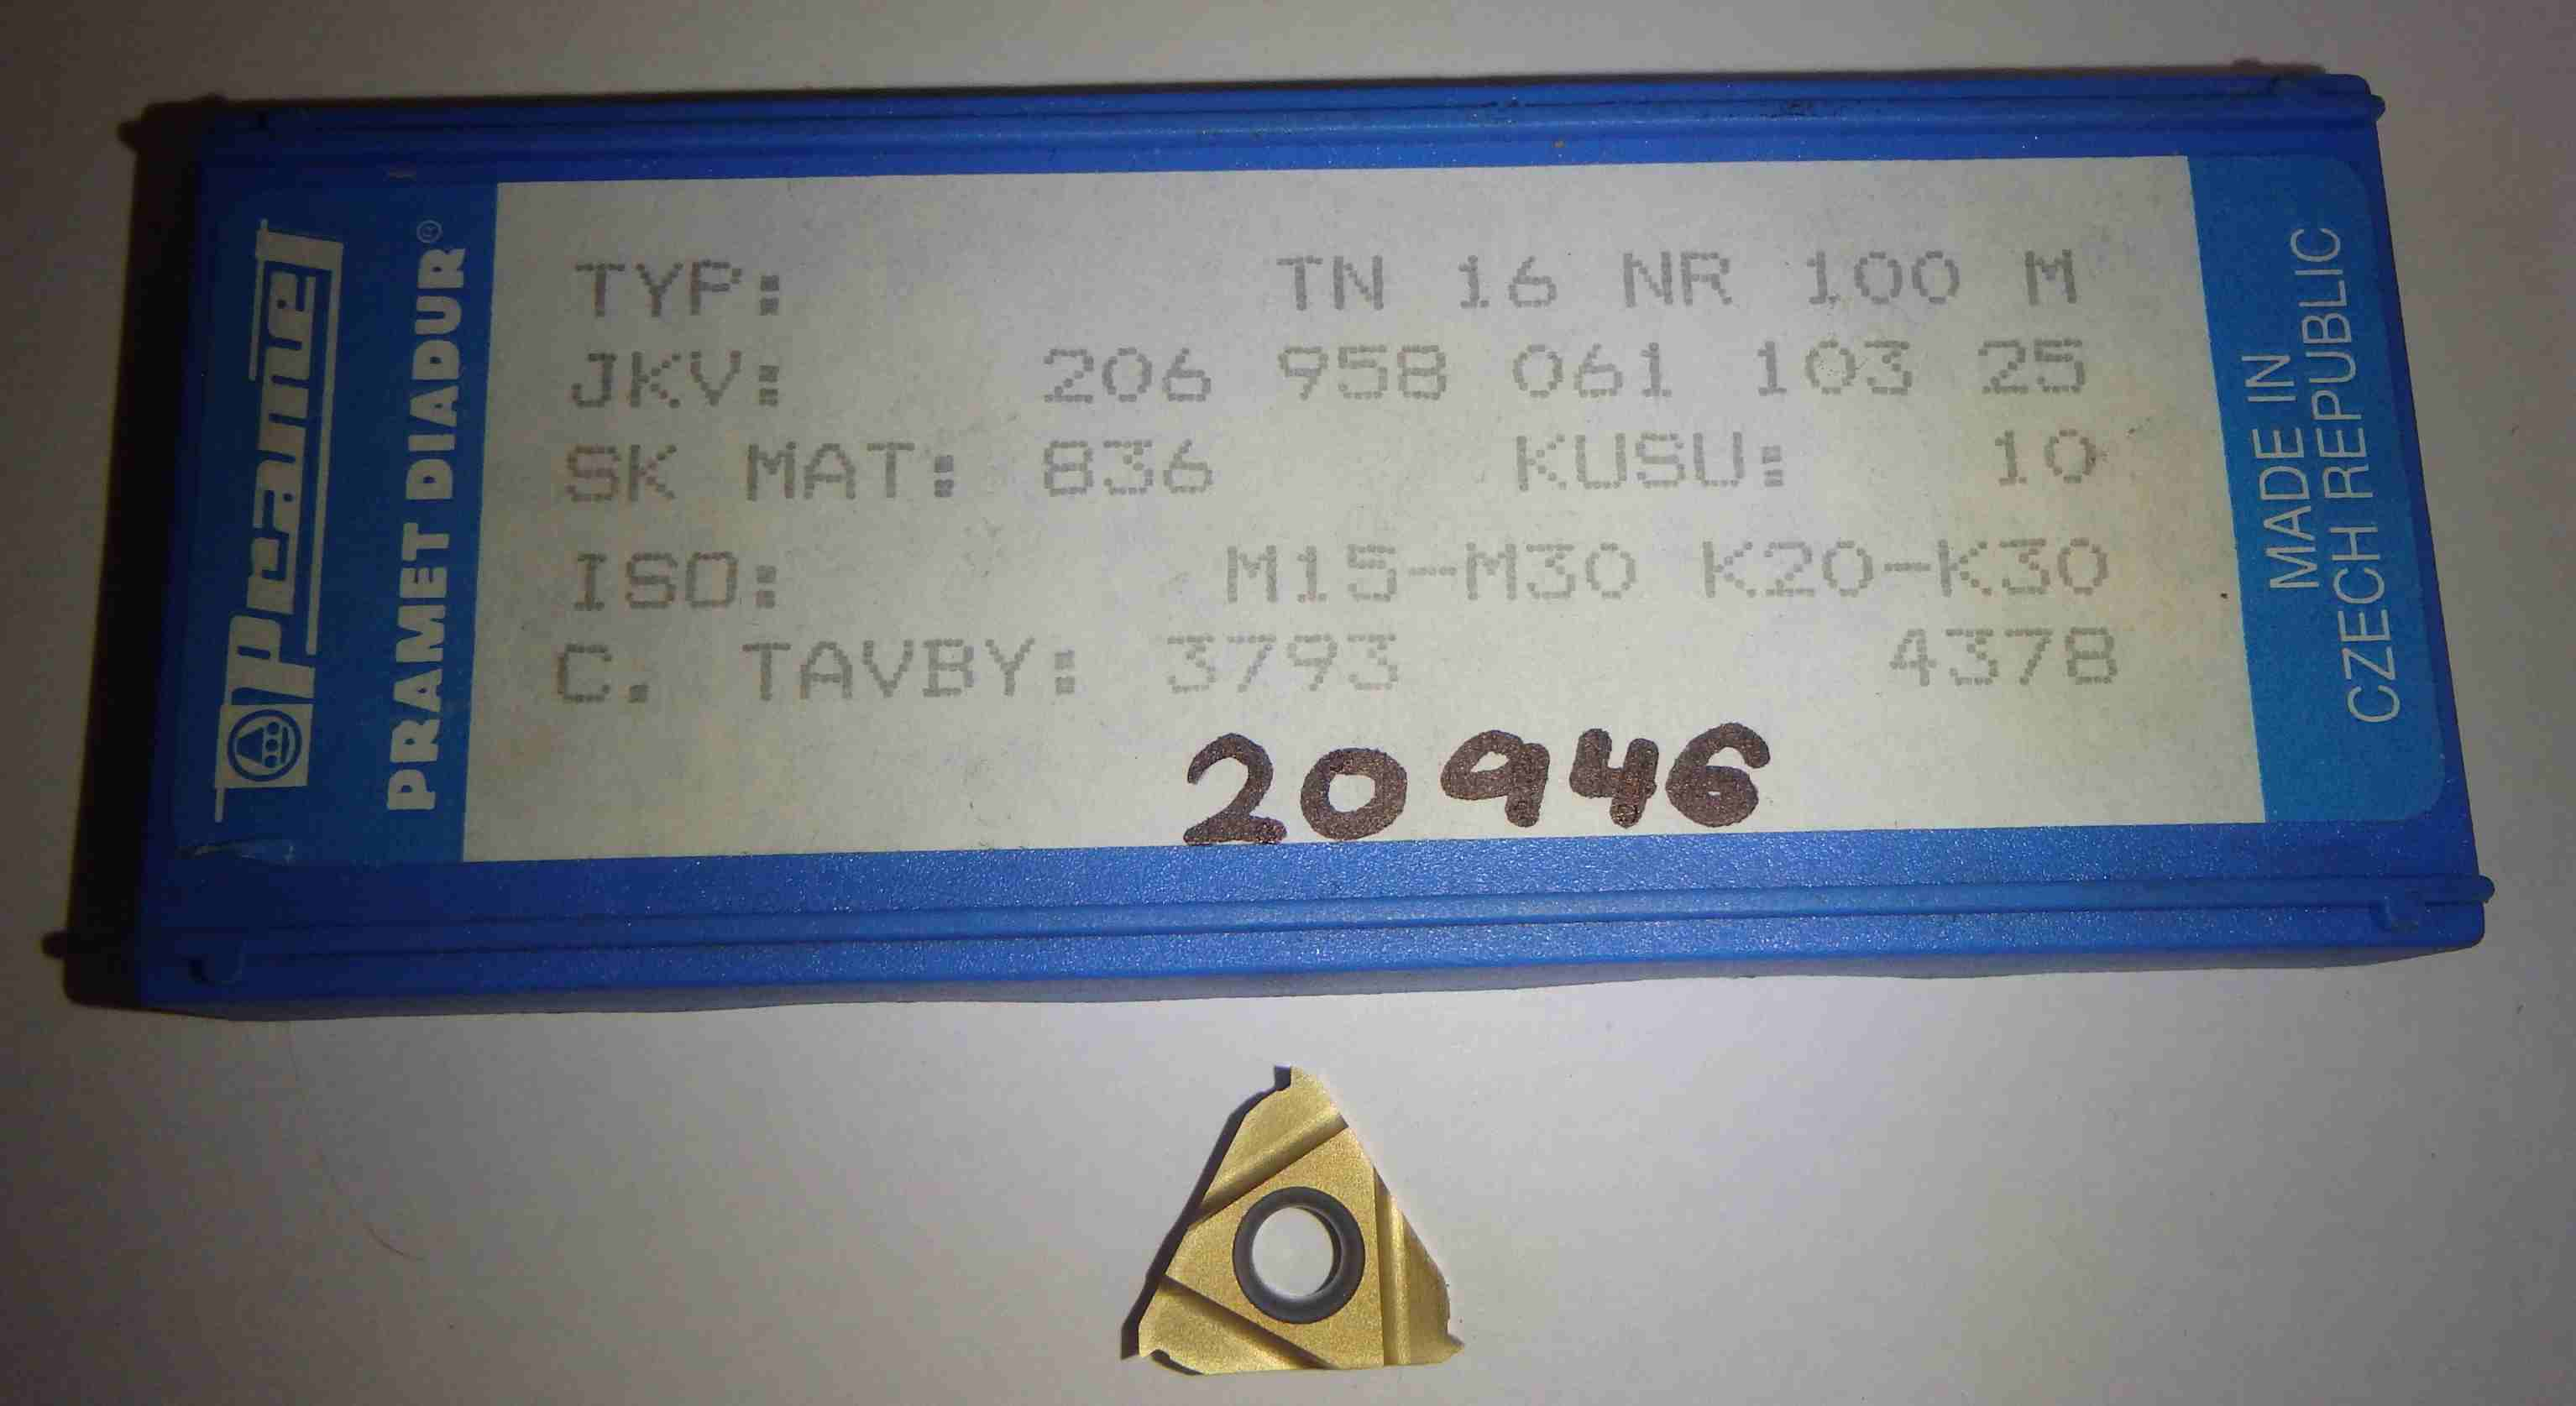 Pramet
PRAMET DIADUR®
TYP: TN 16 NR 100 M
JKV: 206 958 061 103 25
SK MAT: 836 KUSU: 10
ISO: M15-M30 K20-K30
C. TAVBY: 3793 4378
20946
MADE IN
CZECH REPUBLIC